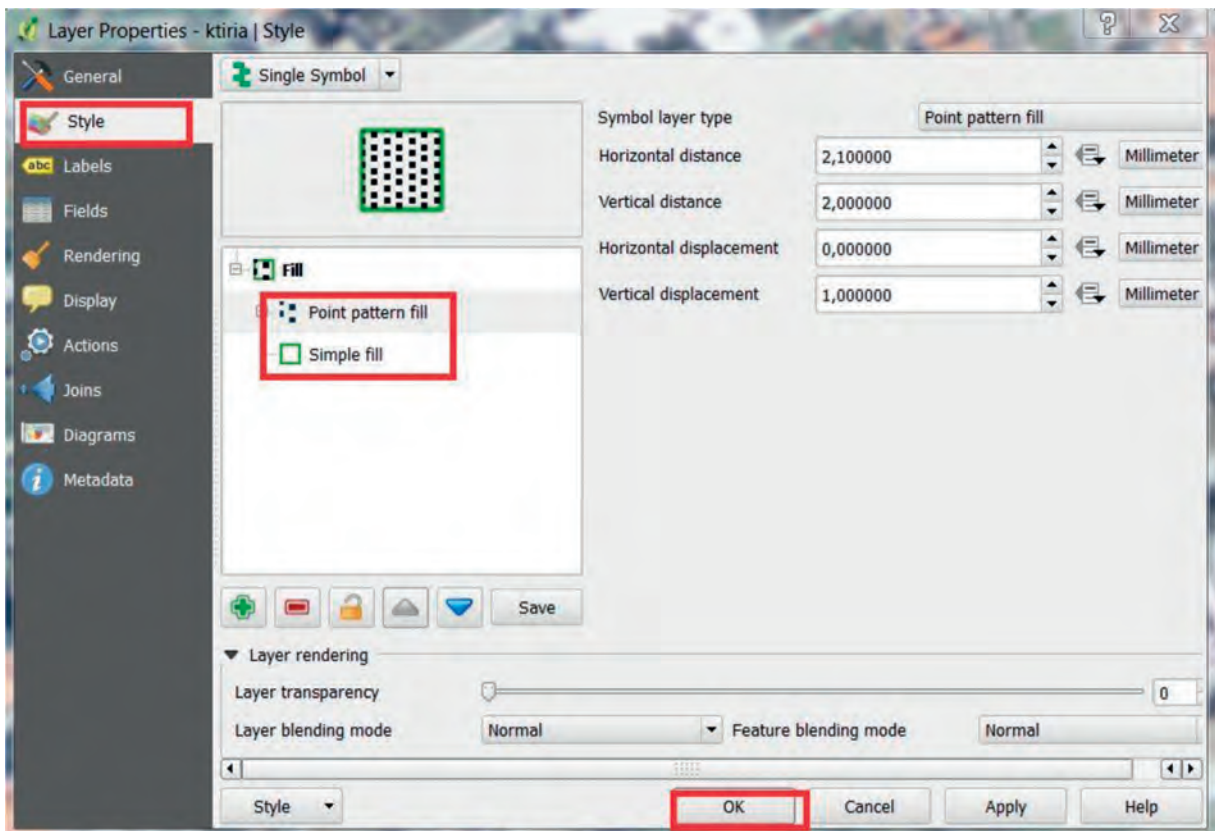 Layer Properties - ktiria | Style
General
Style
Labels
Fields
Rendering
Display
Actions
Joins
Diagrams
Metadata
abc
Single Symbol
Fill
Point pattern fill
Simple fill
Save
Symbol layer type Point pattern fill
Horizontal distance 2,100000 Millimeter
Vertical distance 2,000000 Millimeter
Horizontal displacement 0,000000 Millimeter
Vertical displacement 1,000000 Millimeter
Layer rendering
Layer transparency 0
Layer blending mode Normal Feature blending mode Normal
Style OK Cancel Apply Help